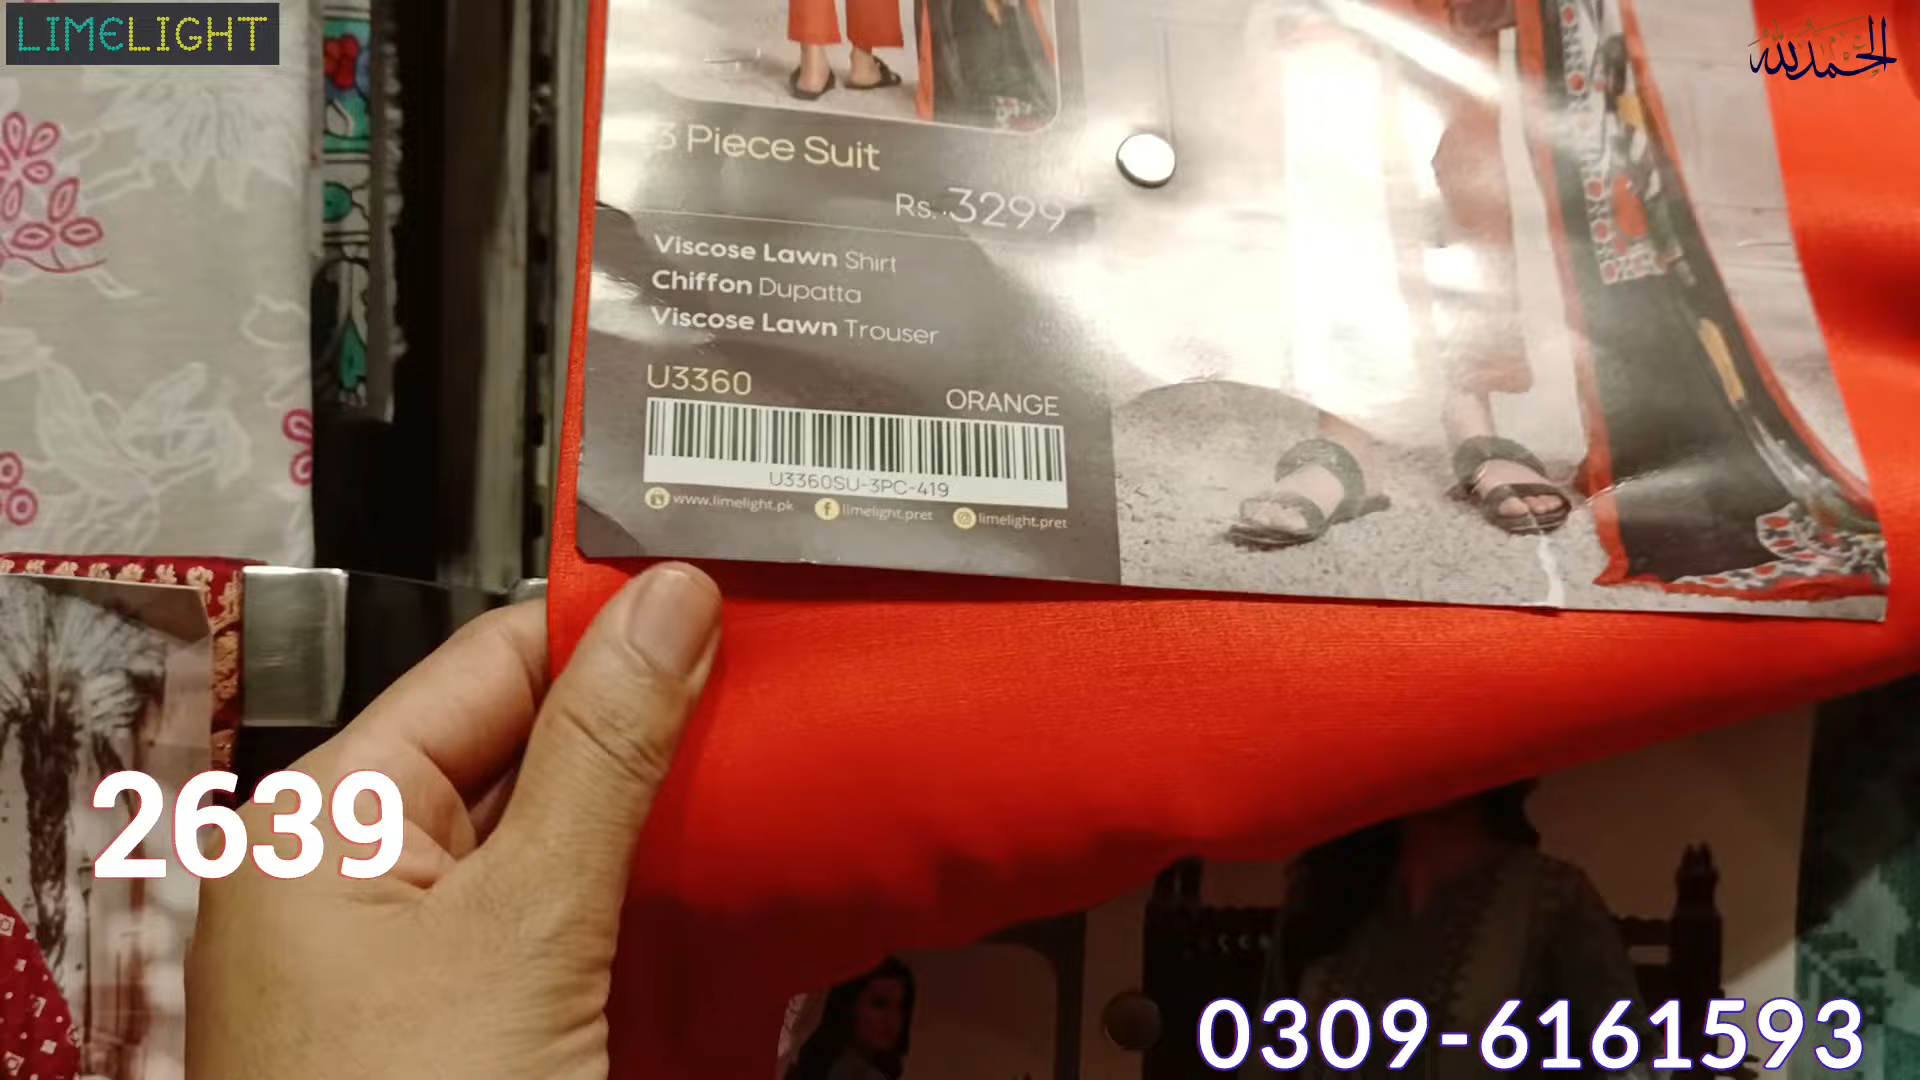 LIMELIGHT
الحمدلله
3 Piece Suit
Rs. 3299
Viscose Lawn Shirt
Chiffon Dupatta
Viscose Lawn Trouser
U3360
ORANGE
U3360SU-3PC-419
www.limelight.pk limelight.pret limelight.pret
2639
0309-6161593